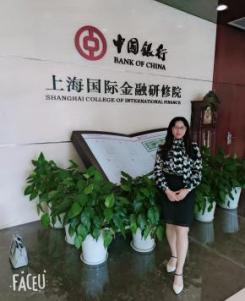 中国银行
BANK OF CHINA
上海国际金融研修院
SHANGHAI COLLEGE OF INTERNATIONAL FINANCE
FACEU